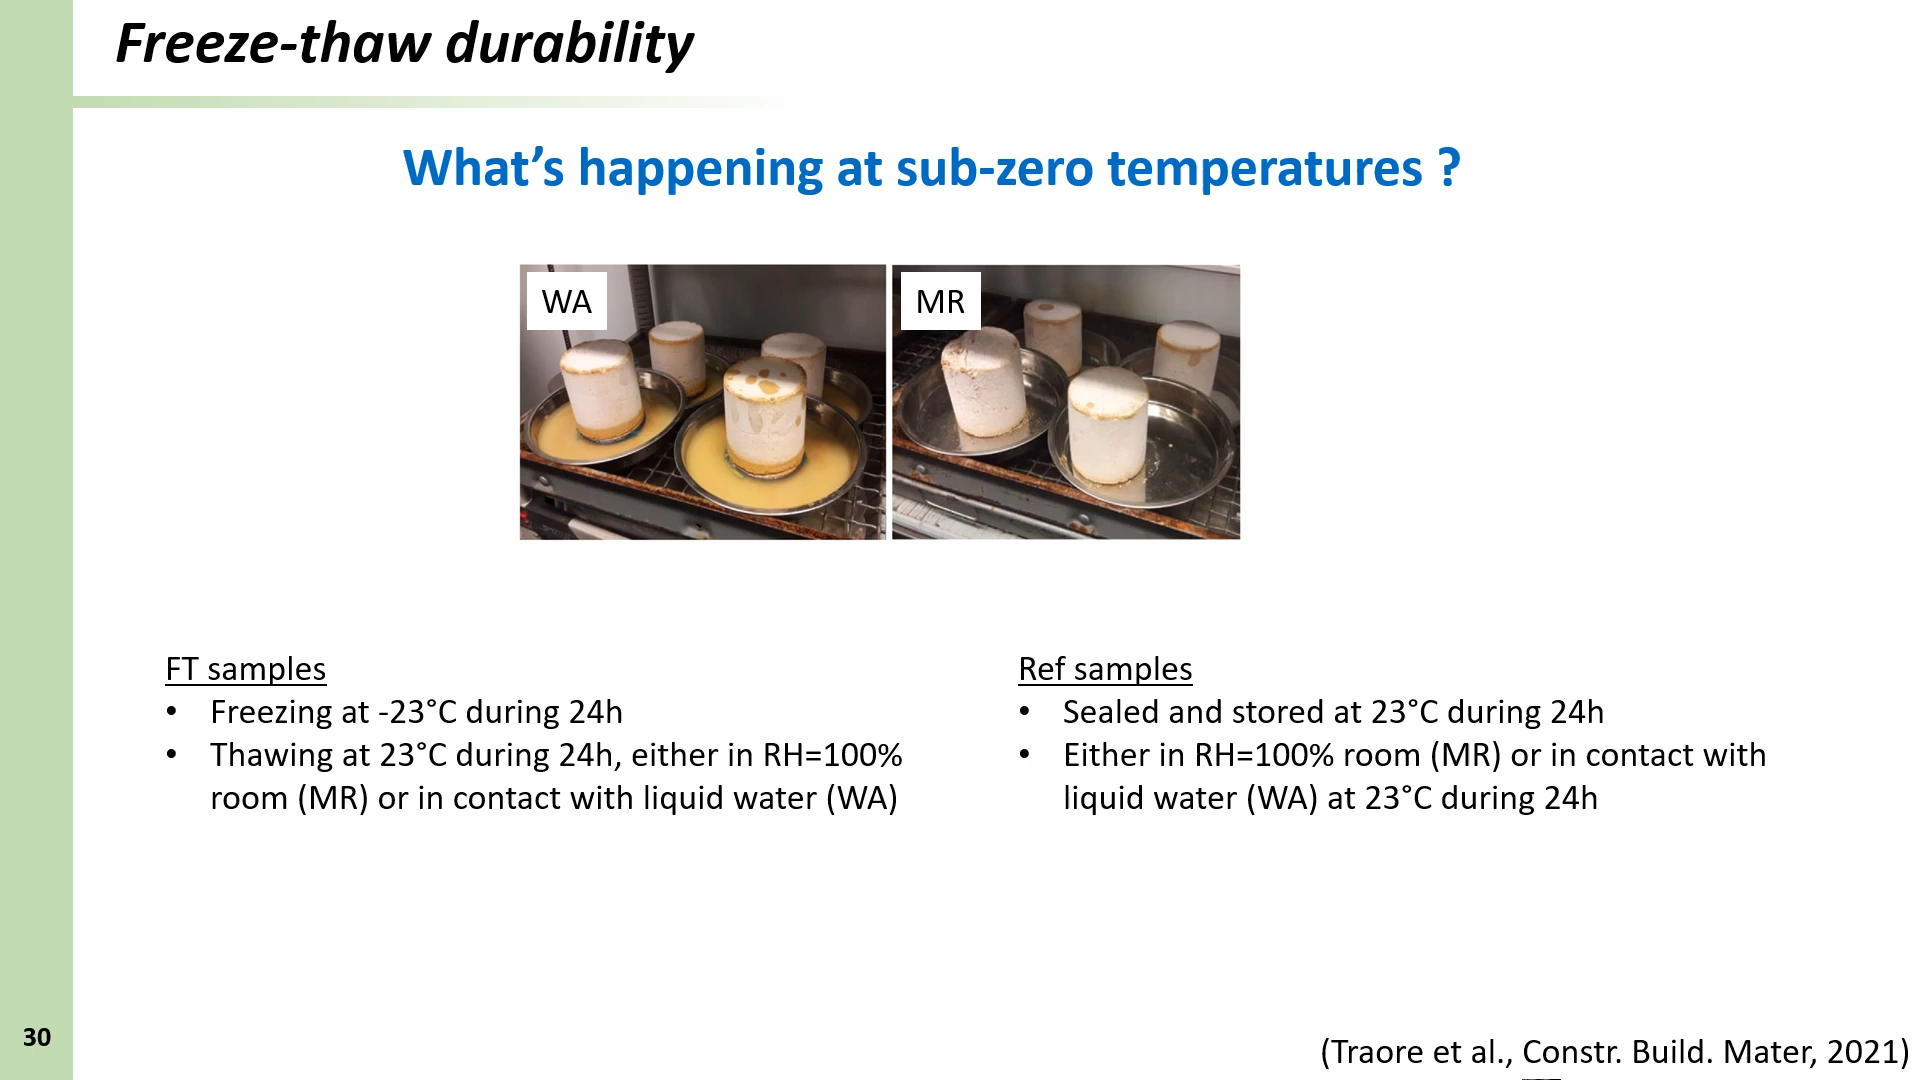 Freeze-thaw durability
What’s happening at sub-zero temperatures ?
WA
MR
FT samples
• Freezing at -23°C during 24h
• Thawing at 23°C during 24h, either in RH=100%
room (MR) or in contact with liquid water (WA)
Ref samples
• Sealed and stored at 23°C during 24h
• Either in RH=100% room (MR) or in contact with
liquid water (WA) at 23°C during 24h
30
(Traore et al., Constr. Build. Mater, 2021)